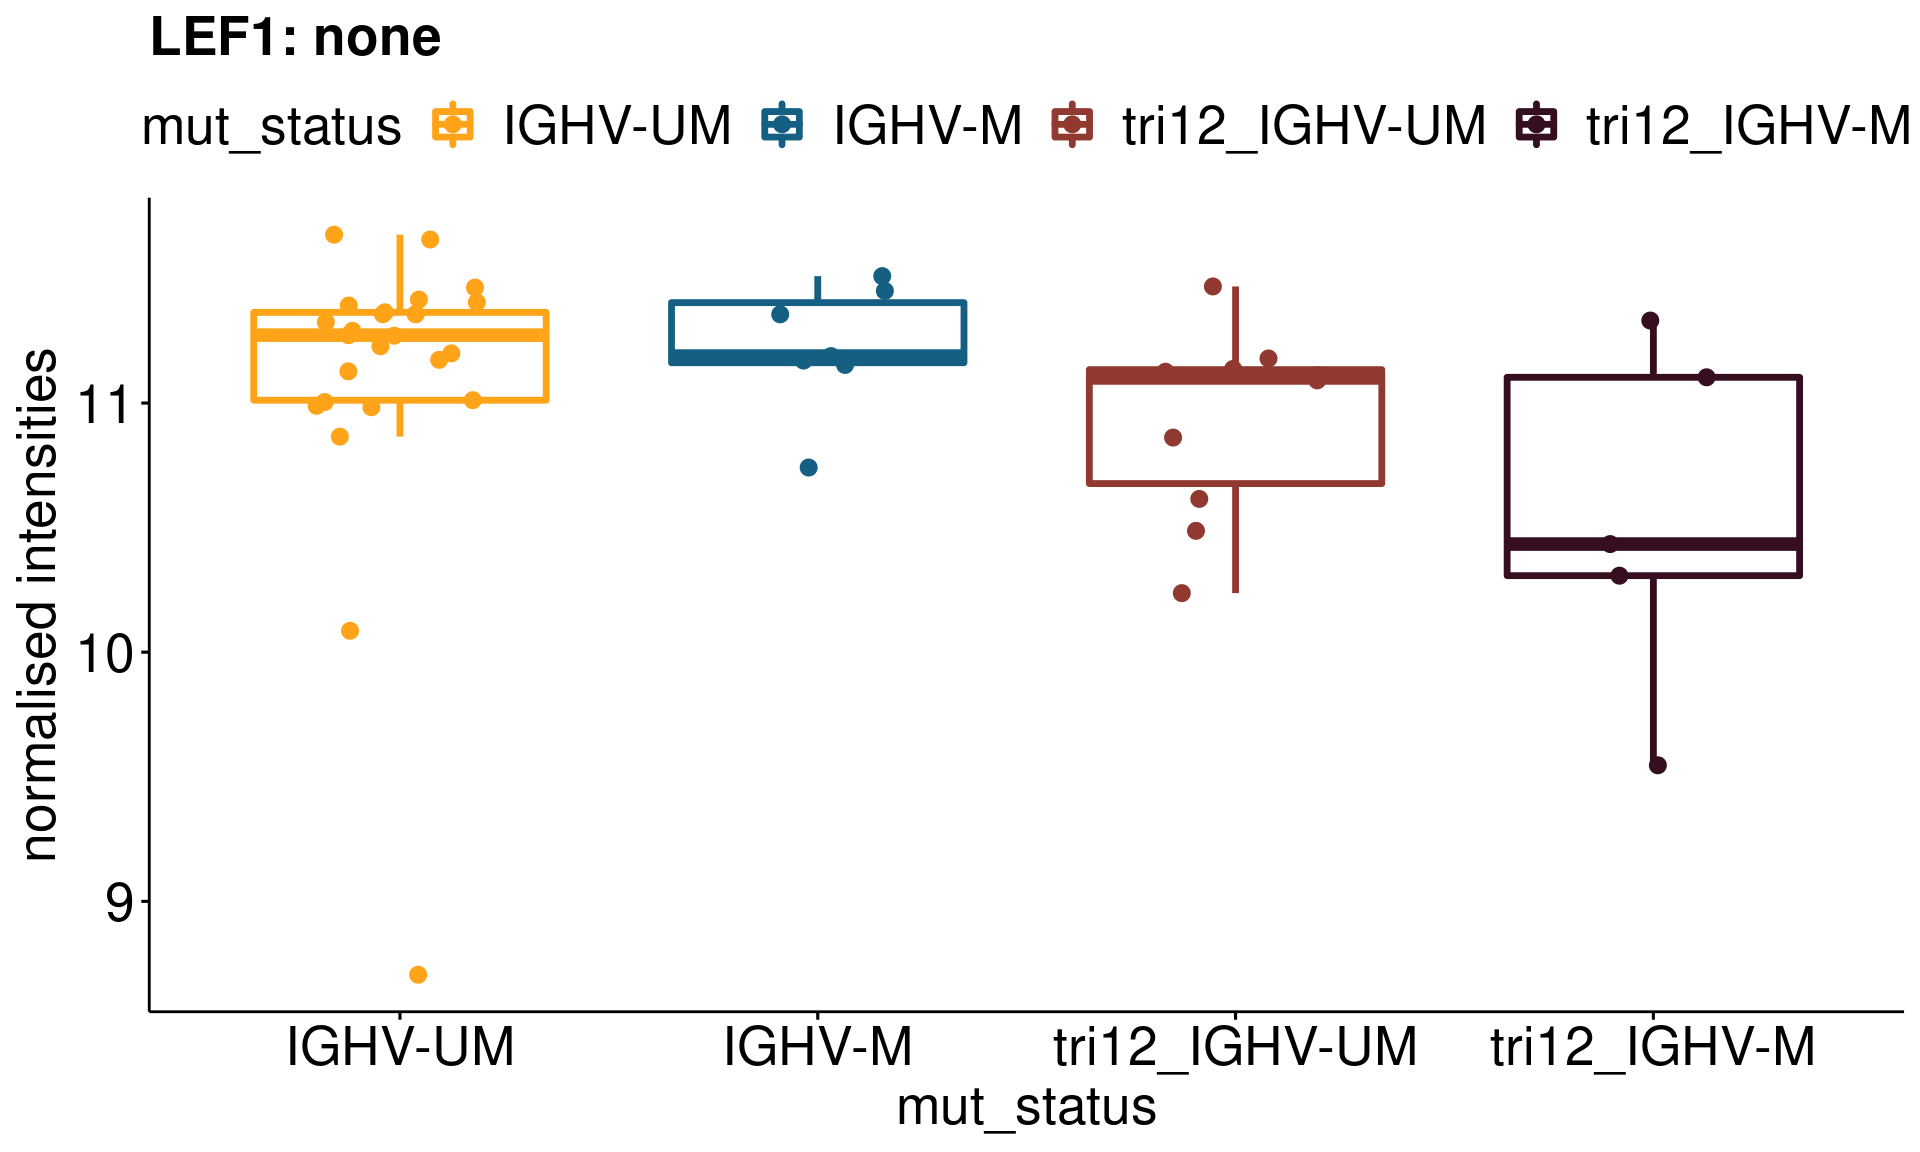 LEF1: none
mut_status IGHV-UM IGHV-M tri12_IGHV-UM tri12_IGHV-M
normalised intensities
11
10
9
IGHV-UM IGHV-M tri12_IGHV-UM tri12_IGHV-M
mut_status